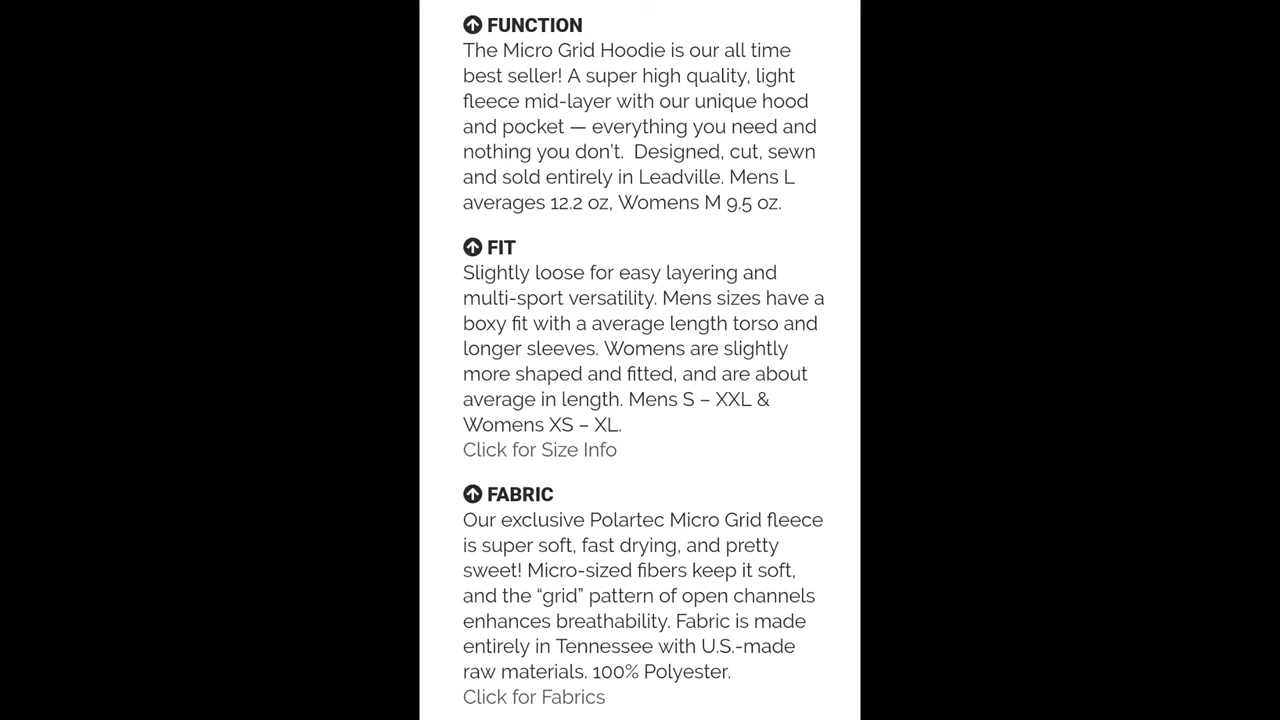 FUNCTION
The Micro Grid Hoodie is our all time
best seller! A super high quality, light
fleece mid-layer with our unique hood
and pocket — everything you need and
nothing you don't.  Designed, cut, sewn
and sold entirely in Leadville. Mens L
averages 12.2 oz, Womens M 9.5 oz.
FIT
Slightly loose for easy layering and
multi-sport versatility. Mens sizes have a
boxy fit with a average length torso and
longer sleeves. Womens are slightly
more shaped and fitted, and are about
average in length. Mens S – XXL &
Womens XS – XL.
Click for Size Info
FABRIC
Our exclusive Polartec Micro Grid fleece
is super soft, fast drying, and pretty
sweet! Micro-sized fibers keep it soft,
and the “grid” pattern of open channels
enhances breathability. Fabric is made
entirely in Tennessee with U.S.-made
raw materials. 100% Polyester.
Click for Fabrics